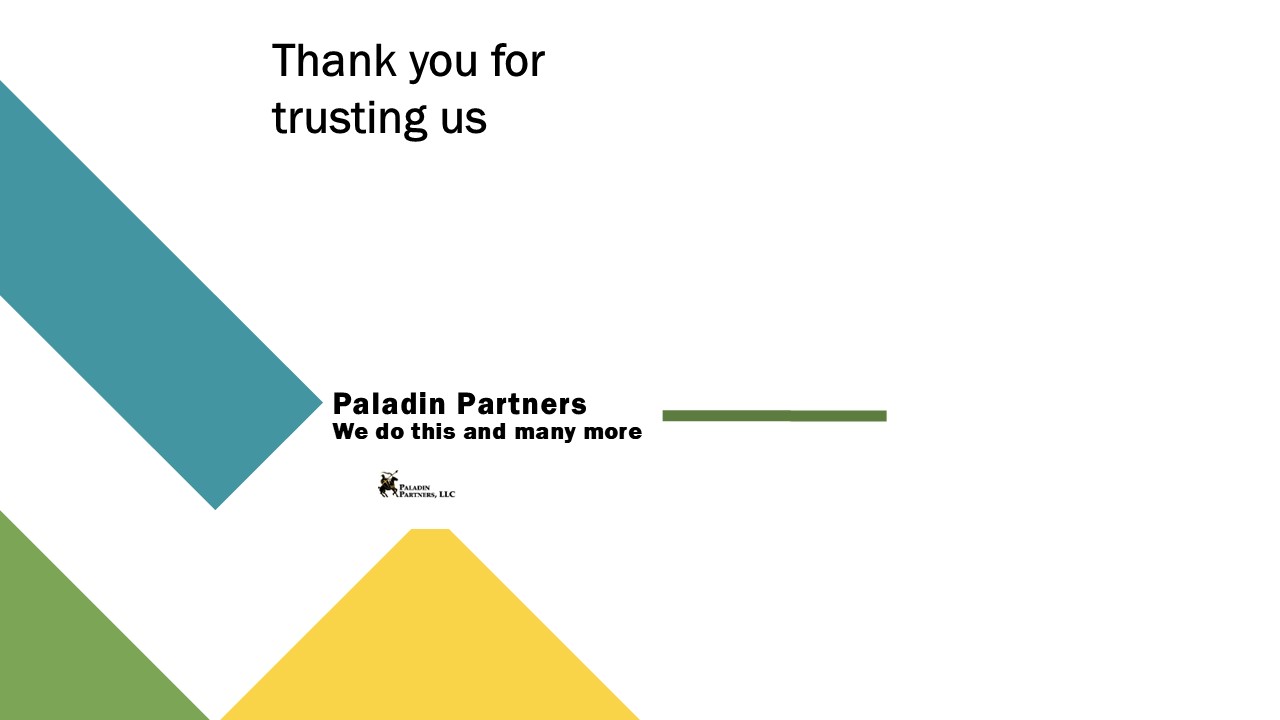 Thank you for
trusting us
Paladin Partners
We do this and many more
PALADIN
PARTNERS, LLC